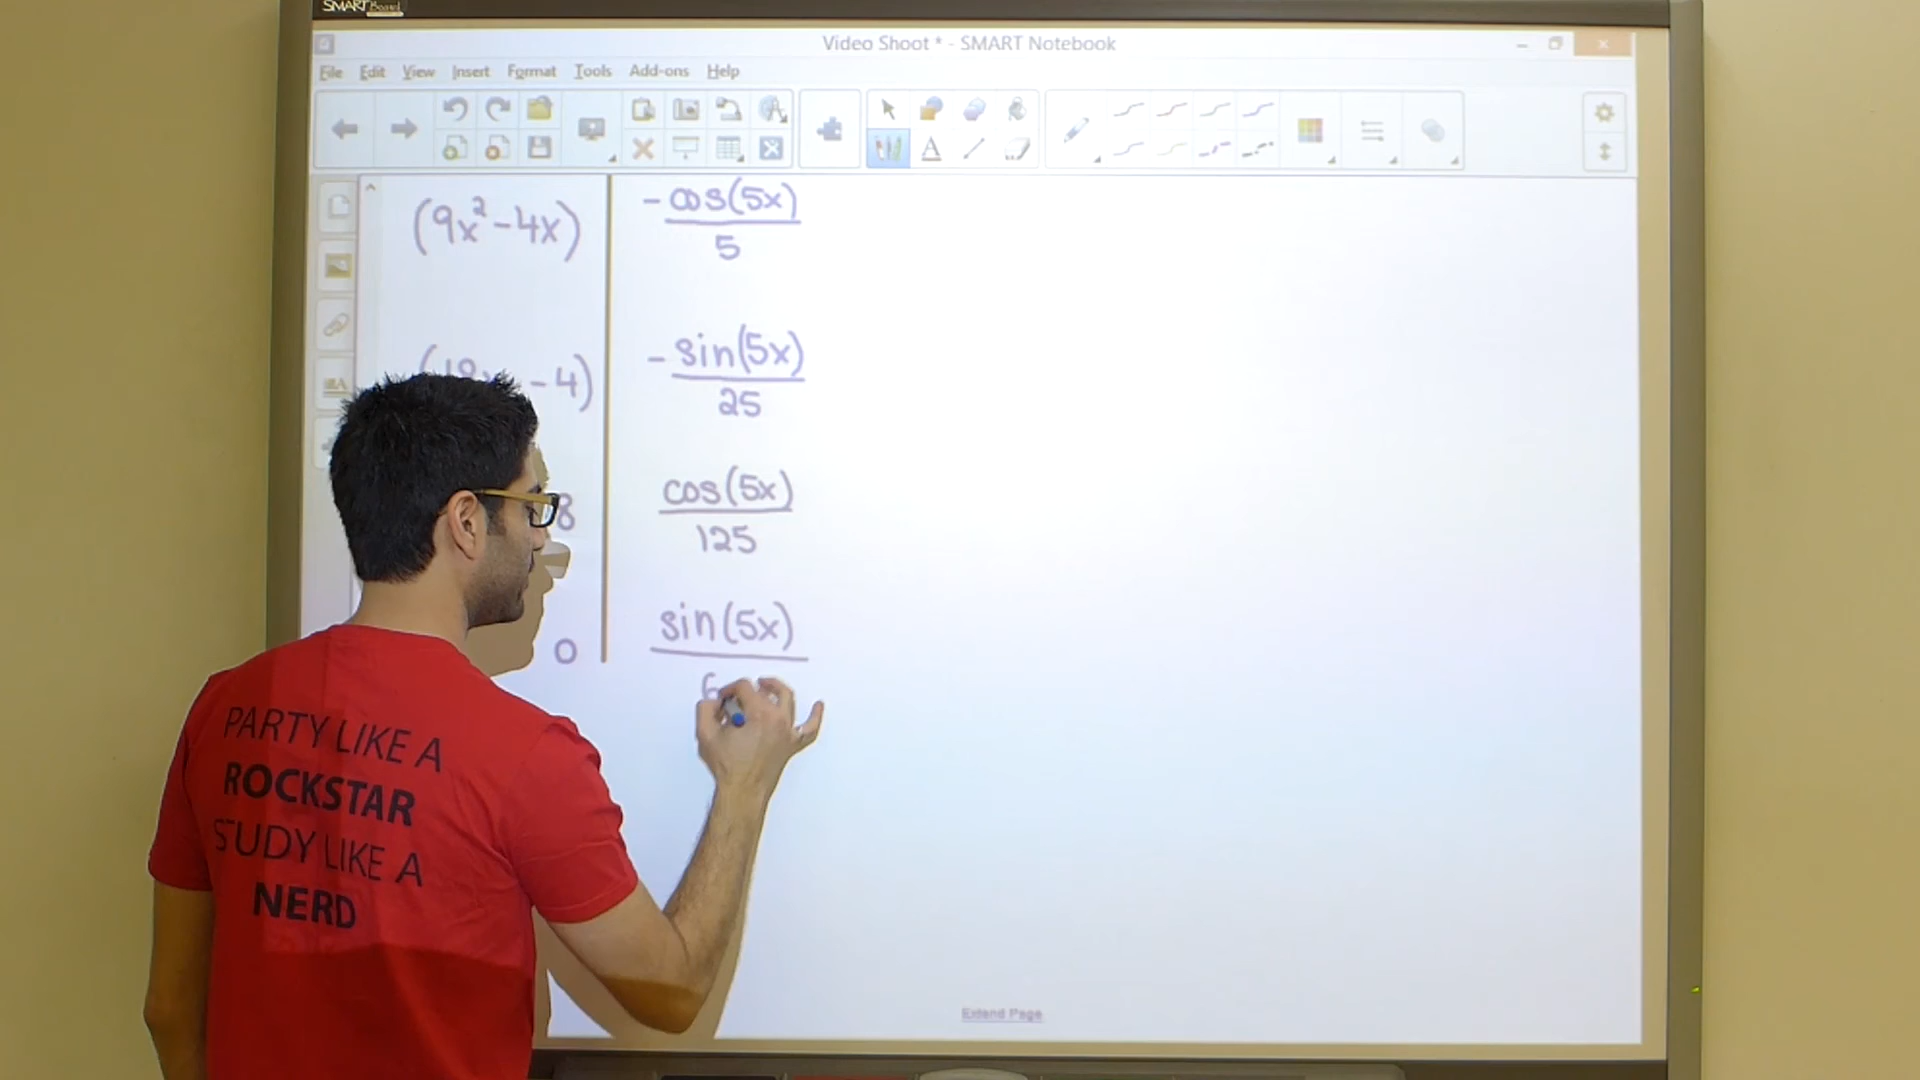 SMART Board
Video Shoot * - SMART Notebook
File Edit View Insert Format Tools Add-ons Help
(9x² - 4x)
- cos(5x)
5
- 4)
- sin(5x)
25
8
cos(5x)
125
0
sin(5x)
6
PARTY LIKE A
ROCKSTAR
STUDY LIKE A
NERD
Extend Page